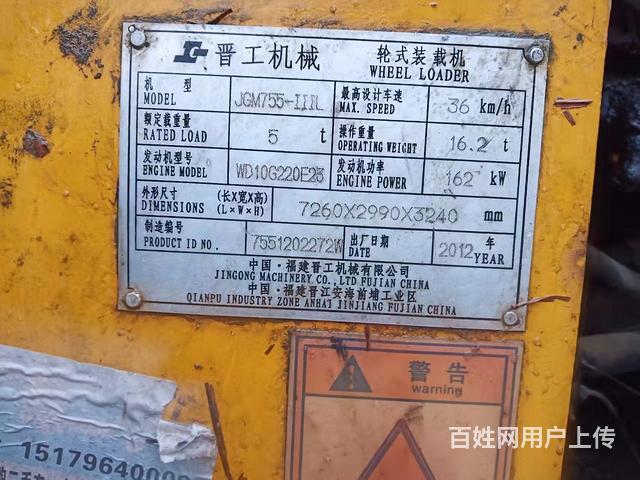 晋工机械 轮式装载机
WHEEL LOADER
机 型 MODEL JGM755-IIIL 最高设计车速 MAX. SPEED 36 km/h
额定载重量 RATED LOAD 5 t 操作重量 OPERATING WEIGHT 16.2 t
发动机型号 ENGINE MODEL WD10G220E23 发动机功率 ENGINE POWER 162 kW
外形尺寸 (长X宽X高) DIMENSIONS (L×W×H) 7260X2990X3240 mm
制造编号 PRODUCT ID NO. 7551202272W 出厂日期 DATE 2012 年 YEAR
中国·福建晋工机械有限公司
JINGONG MACHINERY CO., LTD FUJIAN CHINA
中国·福建晋江安海前埔工业区
QIANPU INDUSTRY ZONE ANHAI JINJIANG FUJIAN CHINA
警告
warning
1517964000
百姓网用户上传